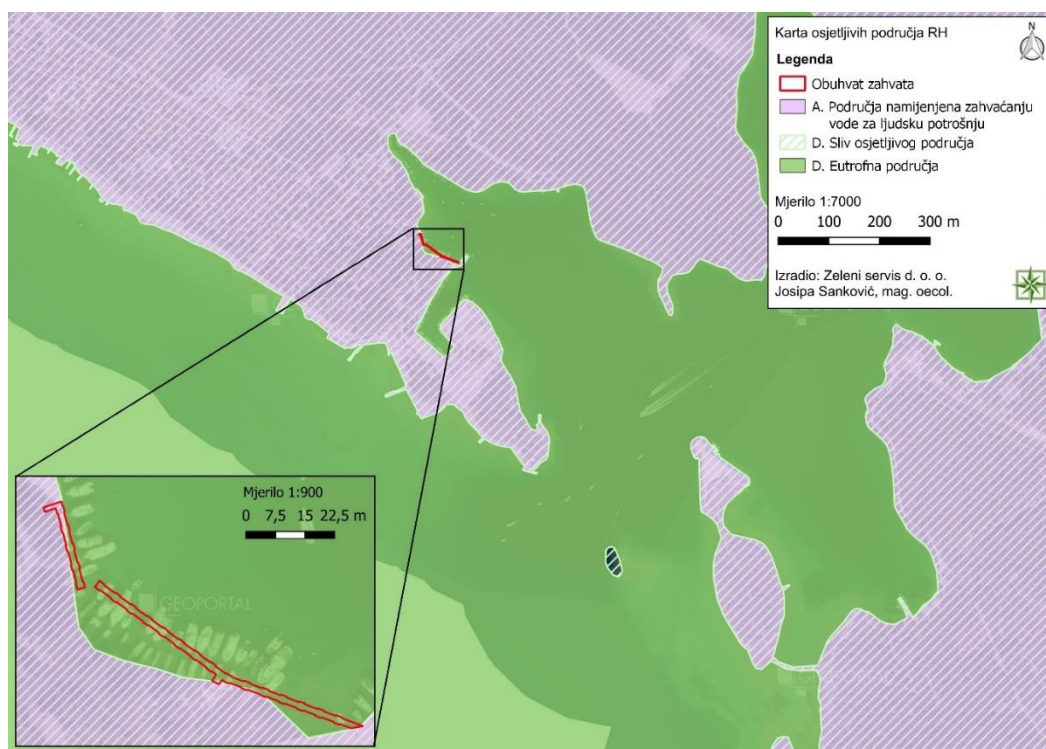 Karta osjetljivih područja RH
N
Legenda
Obuhvat zahvata
A. Područja namijenjena zahvaćanju
vode za ljudsku potrošnju
D. Sliv osjetljivog područja
D. Eutrofna područja
Mjerilo 1:7000
0 100 200 300 m
Izradio: Zeleni servis d. o. o.
Josipa Sanković, mag. oecol.
Mjerilo 1:900
0 7,5 15 22,5 m
GEOPORTAL